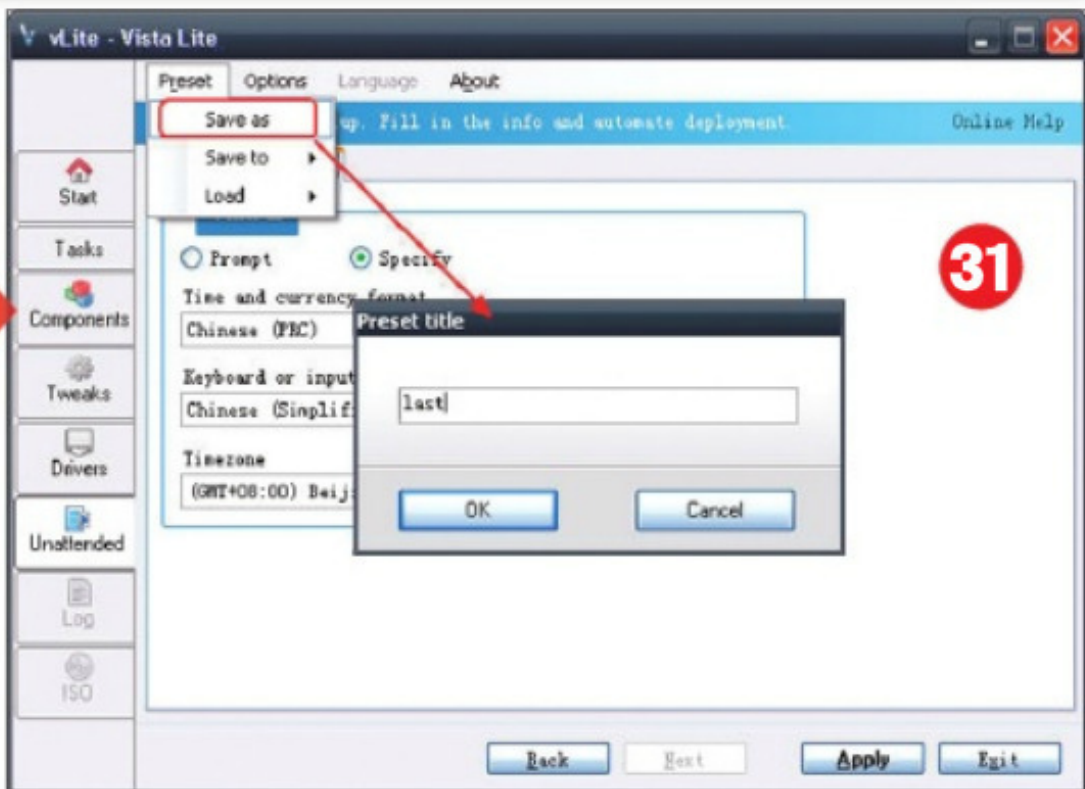 vLite - Vista Lite
Preset Options Language About
Save as
up. Fill in the info and automate deployment. Online Help
Save to
Load
Start
Tasks
Components
Tweaks
Drivers
Unattended
Log
ISO
Prompt Specify
Time and currency format
Chinese (PRC)
Keyboard or input
Chinese (Simplif
Timezone
(GMT+08:00) Beij
31
Preset title
last
OK Cancel
Back Next Apply Exit